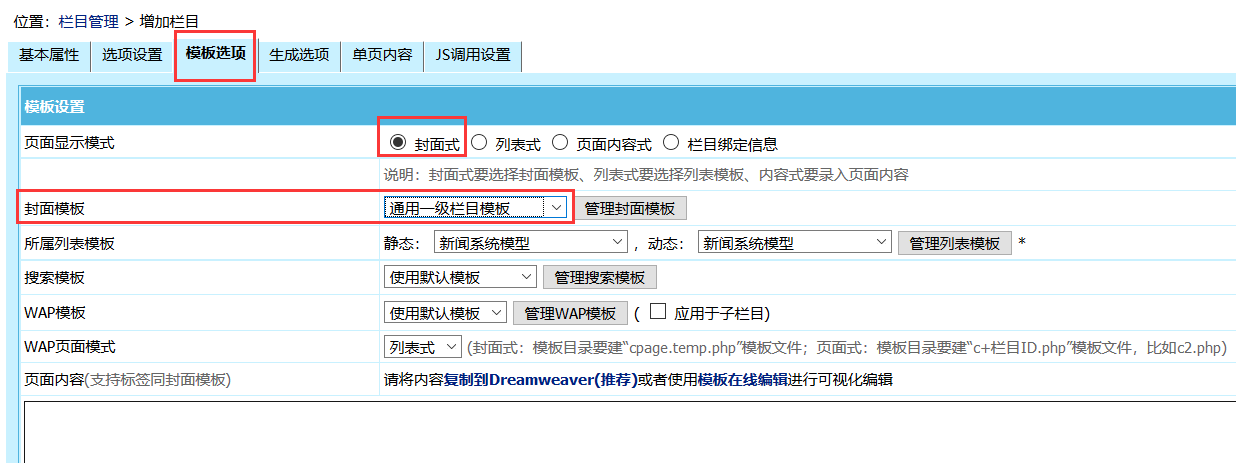 位置：栏目管理 > 增加栏目
基本属性 选项设置 模板选项 生成选项 单页内容 JS调用设置
模板设置
页面显示模式 封面式 列表式 页面内容式 栏目绑定信息
说明：封面式要选择封面模板、列表式要选择列表模板、内容式要录入页面内容
封面模板 通用一级栏目模板 管理封面模板
所属列表模板 静态： 新闻系统模型 ，动态： 新闻系统模型 管理列表模板 *
搜索模板 使用默认模板 管理搜索模板
WAP模板 使用默认模板 管理WAP模板 ( 应用于子栏目)
WAP页面模式 列表式 (封面式：模板目录要建“cpage.temp.php”模板文件；页面式：模板目录要建“c+栏目ID.php”模板文件，比如c2.php)
页面内容(支持标签同封面模板) 请将内容复制到Dreamweaver(推荐)或者使用模板在线编辑进行可视化编辑